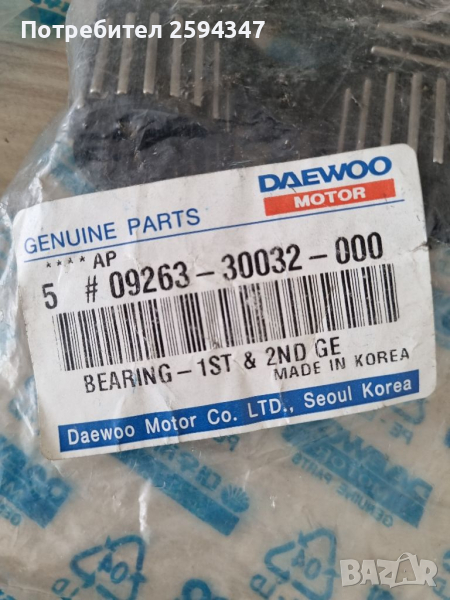 Потребител 2594347
DAEWOO
MOTOR
GENUINE PARTS
**** AP
5 # 09263-30032-000
BEARING-1ST & 2ND GE
MADE IN KOREA
Daewoo Motor Co. LTD., Seoul Korea
BAZAR